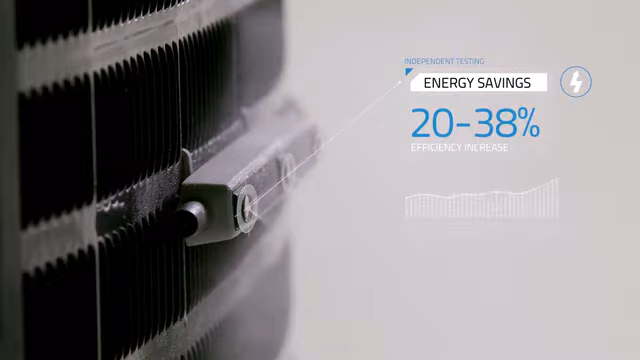 INDEPENDENT TESTING
ENERGY SAVINGS
20-38%
EFFICIENCY INCREASE